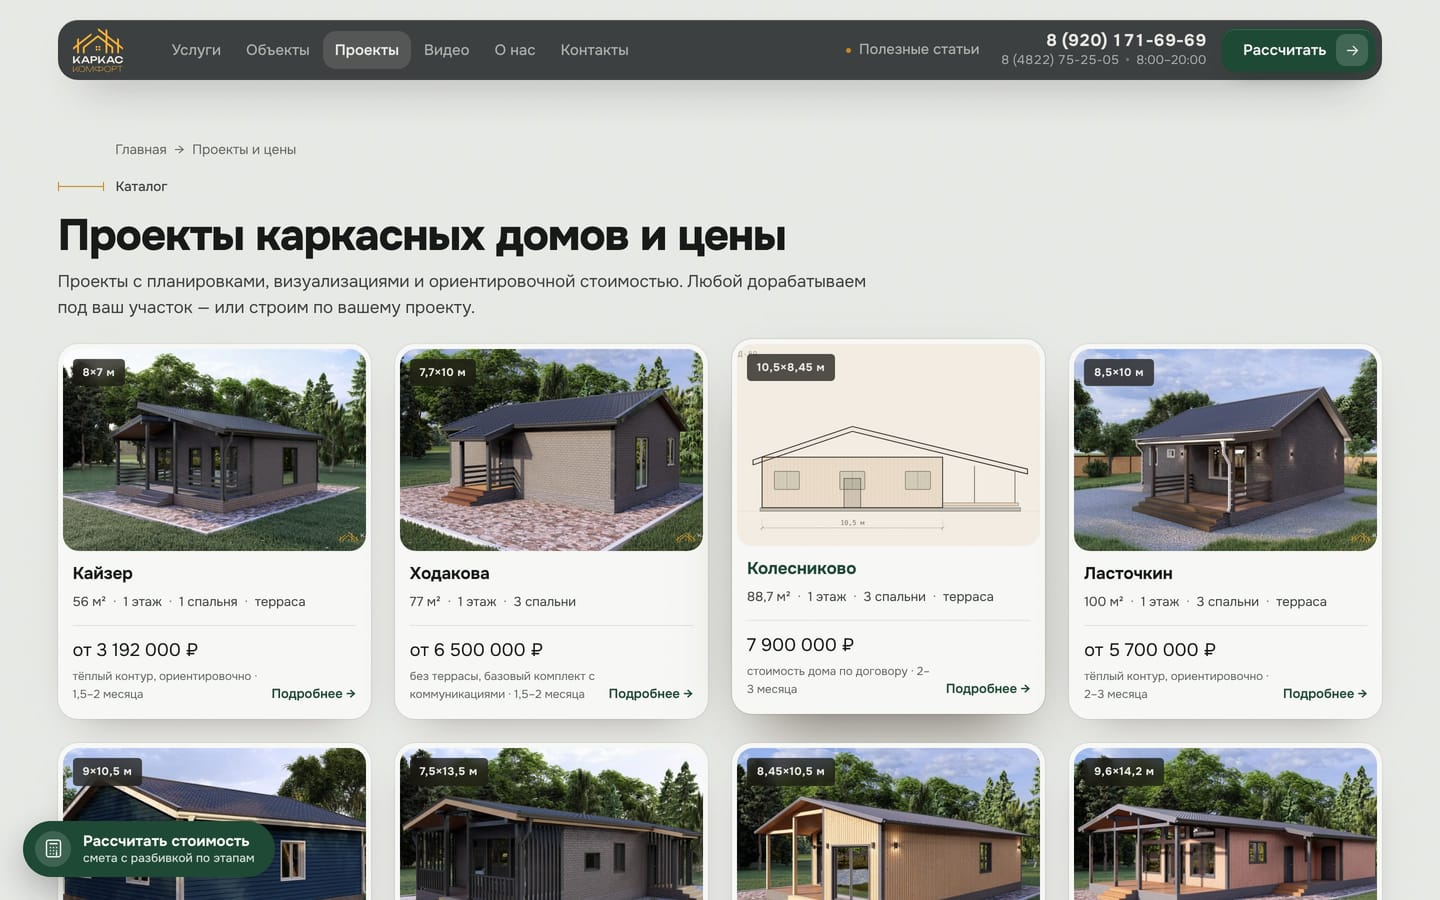 КАРКАС
КОМФОРТ
Услуги
Объекты
Проекты
Видео
О нас
Контакты
Полезные статьи
8 (920) 171-69-69
8 (4822) 75-25-05 • 8:00–20:00
Рассчитать →
Главная → Проекты и цены
Каталог
Проекты каркасных домов и цены
Проекты с планировками, визуализациями и ориентировочной стоимостью. Любой дорабатываем
под ваш участок — или строим по вашему проекту.
8×7 м
Кайзер
56 м² · 1 этаж · 1 спальня · терраса
от 3 192 000 ₽
тёплый контур, ориентировочно ·
1,5–2 месяца
Подробнее →
7,7×10 м
Ходакова
77 м² · 1 этаж · 3 спальни
от 6 500 000 ₽
без террасы, базовый комплект с
коммуникациями · 1,5–2 месяца
Подробнее →
10,5×8,45 м
10,5 м
Колесниково
88,7 м² · 1 этаж · 3 спальни · терраса
7 900 000 ₽
стоимость дома по договору · 2–
3 месяца
Подробнее →
8,5×10 м
Ласточкин
100 м² · 1 этаж · 3 спальни · терраса
от 5 700 000 ₽
тёплый контур, ориентировочно ·
2–3 месяца
Подробнее →
9×10,5 м
7,5×13,5 м
8,45×10,5 м
9,6×14,2 м
Рассчитать стоимость
смета с разбивкой по этапам